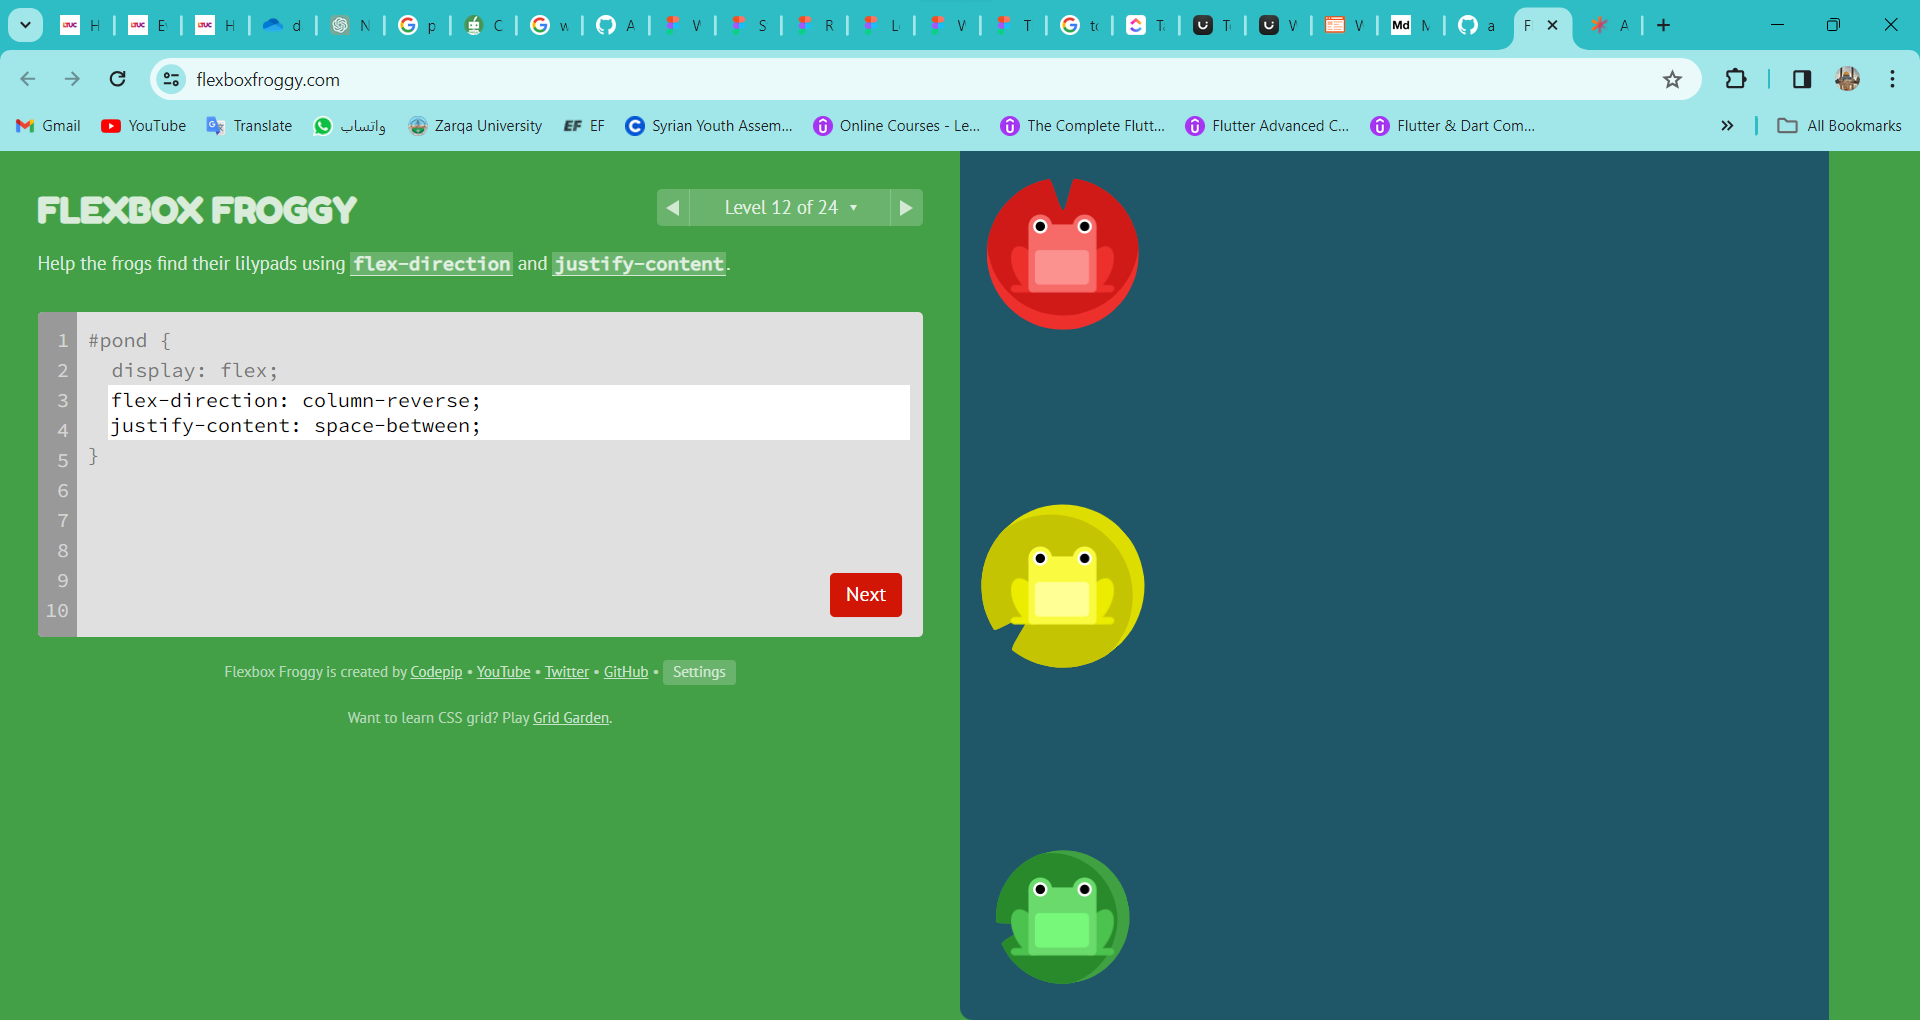 H
E
H
d
N
p
C
w
A
V
S
R
L
V
T
to
Ta
T
V
V
Md
M
a
F
A
flexboxfroggy.com
Gmail
YouTube
Translate
واتساب
Zarqa University
EF EF
Syrian Youth Assem...
Online Courses - Le...
The Complete Flutt...
Flutter Advanced C...
Flutter & Dart Com...
All Bookmarks
FLEXBOX FROGGY
Level 12 of 24
Help the frogs find their lilypads using flex-direction and justify-content.
1 #pond {
2 display: flex;
3 flex-direction: column-reverse;
4 justify-content: space-between;
5 }
6
7
8
9
10
Next
Flexbox Froggy is created by Codepip • YouTube • Twitter • GitHub • Settings
Want to learn CSS grid? Play Grid Garden.